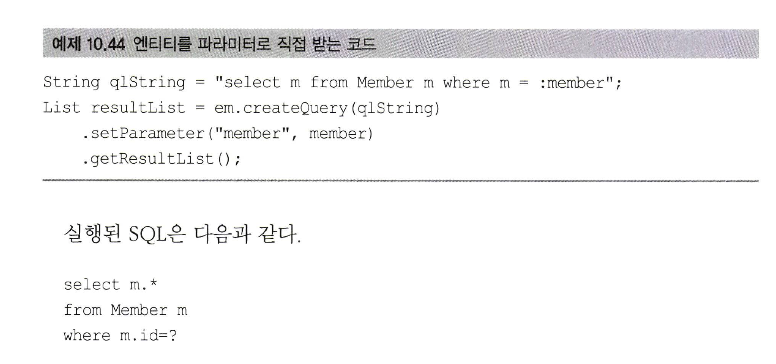 예제 10.44 엔티티를 파라미터로 직접 받는 코드
String qlString = "select m from Member m where m = :member";
List resultList = em.createQuery(qlString)
.setParameter("member", member)
.getResultList();
실행된 SQL은 다음과 같다.
select m.*
from Member m
where m.id=?